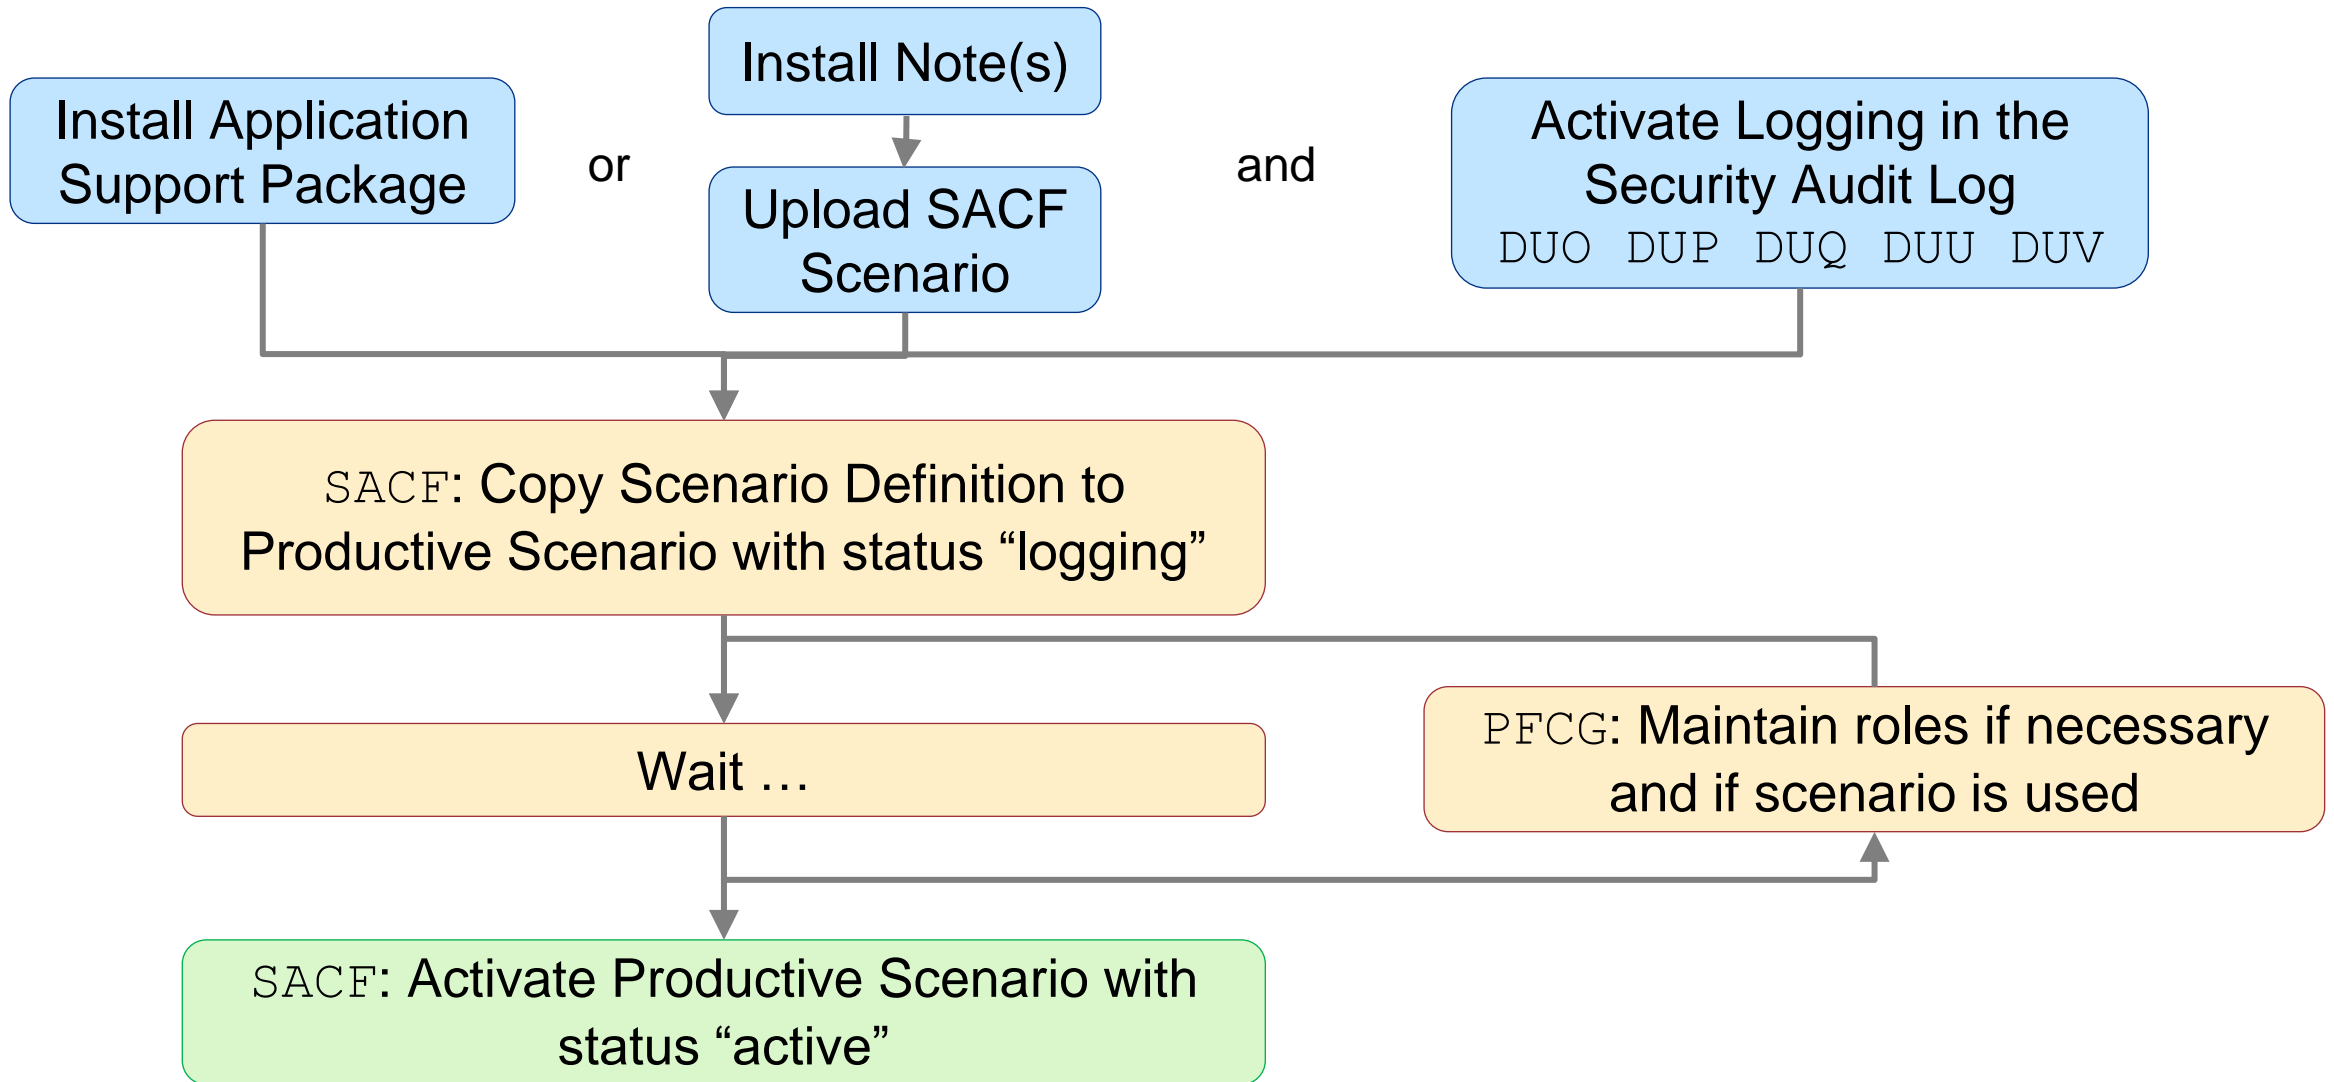 Install Note(s)
Install Application
Support Package
or
Upload SACF
Scenario
and
Activate Logging in the
Security Audit Log
DUO DUP DUQ DUU DUV
SACF: Copy Scenario Definition to
Productive Scenario with status “logging”
Wait …
PFCG: Maintain roles if necessary
and if scenario is used
SACF: Activate Productive Scenario with
status “active”